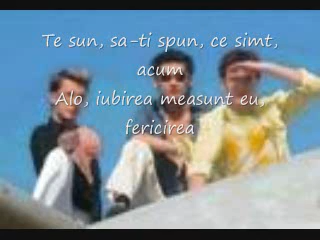 Te sun, sa-ti spun, ce simt,
acum
Alo, iubirea measunt eu,
fericirea